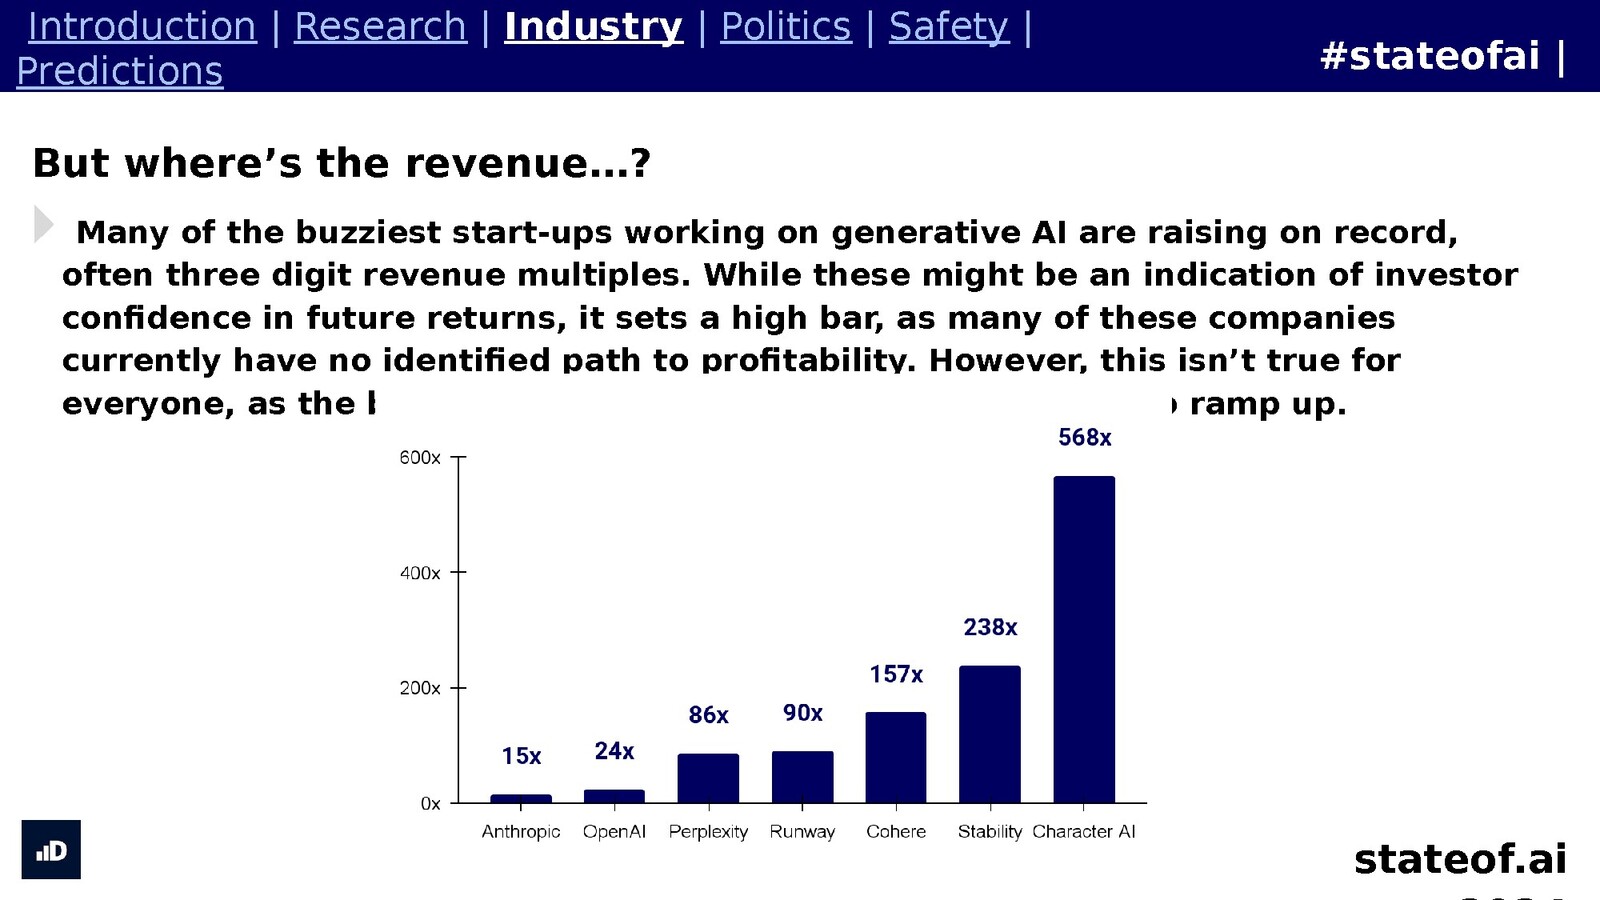 Introduction | Research | Industry | Politics | Safety |
Predictions
#stateofai |
But where’s the revenue…?
Many of the buzziest start-ups working on generative AI are raising on record,
often three digit revenue multiples. While these might be an indication of investor
confidence in future returns, it sets a high bar, as many of these companies
currently have no identified path to profitability. However, this isn’t true for
everyone, as the
ramp up.
568x
600x
400x
238x
200x
157x
86x
90x
15x
24x
0x
Anthropic OpenAI Perplexity Runway Cohere Stability Character AI
D
stateof.ai